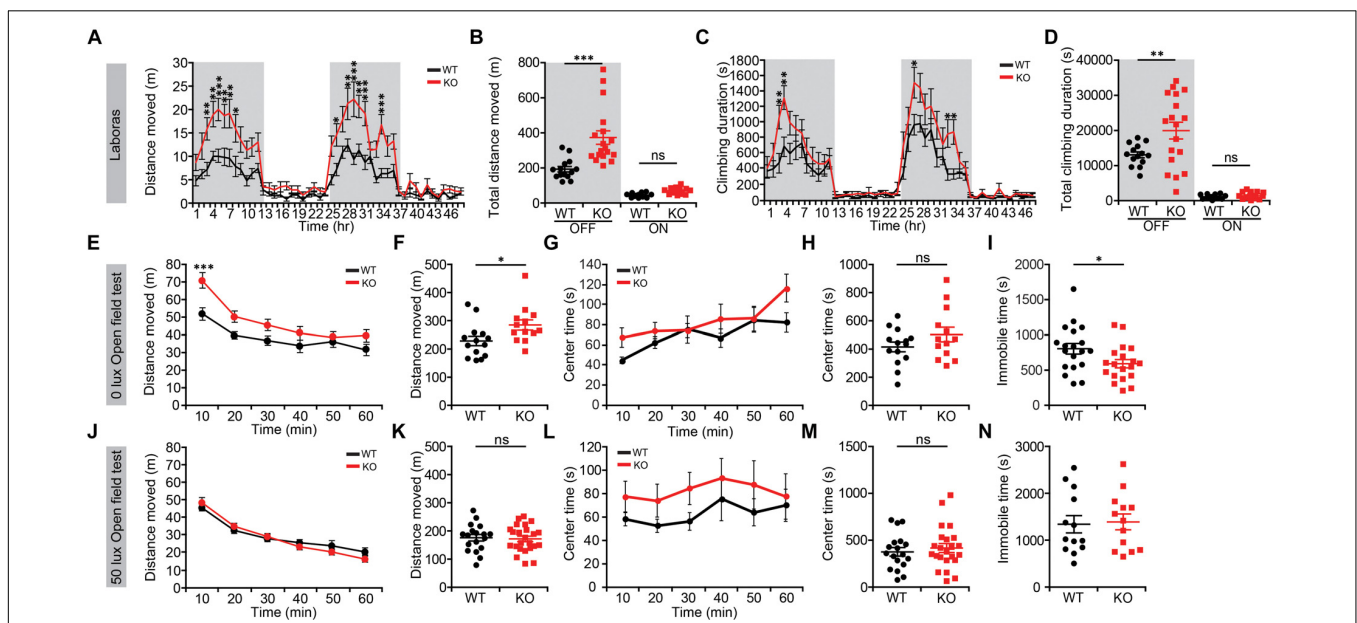 Laboras
A
Distance moved (m)
30
25
20
15
10
5
0
** ** *** *** ** * * ** *** *** *** ***
WT
KO
1 4 7 10 13 16 19 22 25 28 31 34 37 40 43 46
Time (hr)
B
Total distance moved (m)
800
600
400
200
0
***
ns
WT KO WT KO
OFF ON
C
Climbing duration (s)
1800
1600
1400
1200
1000
800
600
400
200
0
** ** * **
WT
KO
1 4 7 10 13 16 19 22 25 28 31 34 37 40 43 46
Time (hr)
D
Total climbing duration (s)
40000
30000
20000
10000
0
**
ns
WT KO WT KO
OFF ON
0 lux Open field test
E
Distance moved (m)
80
70
60
50
40
30
20
10
0
***
WT
KO
10 20 30 40 50 60
Time (min)
F
Distance moved (m)
500
400
300
200
100
0
*
WT KO
G
Center time (s)
140
120
100
80
60
40
20
0
WT
KO
10 20 30 40 50 60
Time (min)
H
Center time (s)
1000
800
600
400
200
0
ns
WT KO
I
Immobile time (s)
2000
1500
1000
500
0
*
WT KO
50 lux Open field test
J
Distance moved (m)
80
70
60
50
40
30
20
10
0
WT
KO
10 20 30 40 50 60
Time (min)
K
Distance moved (m)
500
400
300
200
100
0
ns
WT KO
L
Center time (s)
120
100
80
60
40
20
0
WT
KO
10 20 30 40 50 60
Time (min)
M
Center time (s)
1500
1000
500
0
ns
WT KO
N
Immobile time (s)
3000
2000
1000
0
WT KO